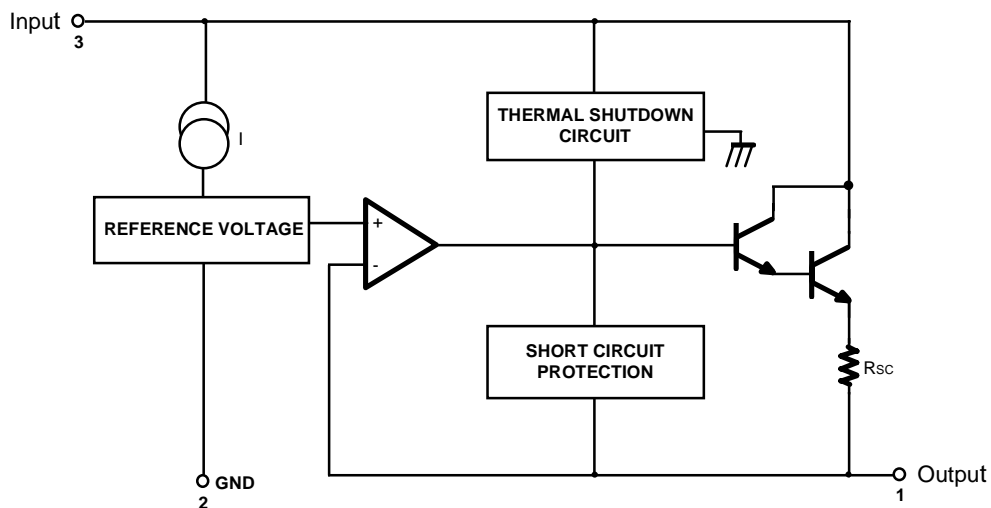 Input
3
I
THERMAL SHUTDOWN
CIRCUIT
REFERENCE VOLTAGE
+
-
SHORT CIRCUIT
PROTECTION
RSC
GND
2
Output
1